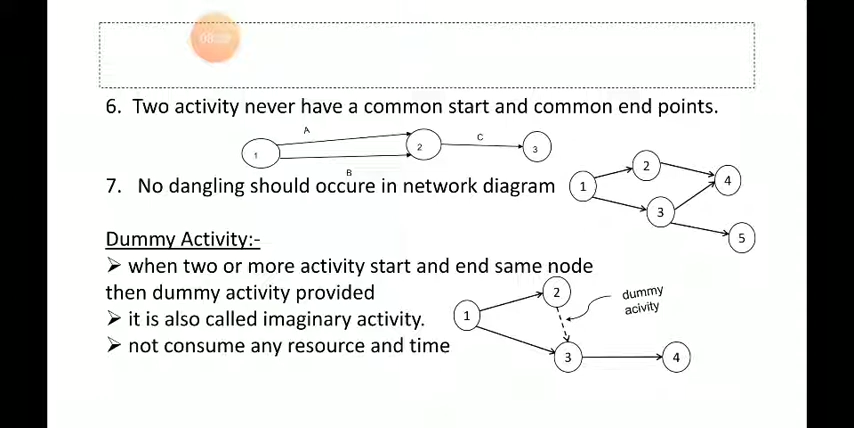 08:29
6. Two activity never have a common start and common end points.
A
1
2
C
3
B
7. No dangling should occure in network diagram
1
2
3
4
5
Dummy Activity:-
➢ when two or more activity start and end same node
then dummy activity provided
➢ it is also called imaginary activity.
➢ not consume any resource and time
1
2
3
4
dummy
acivity